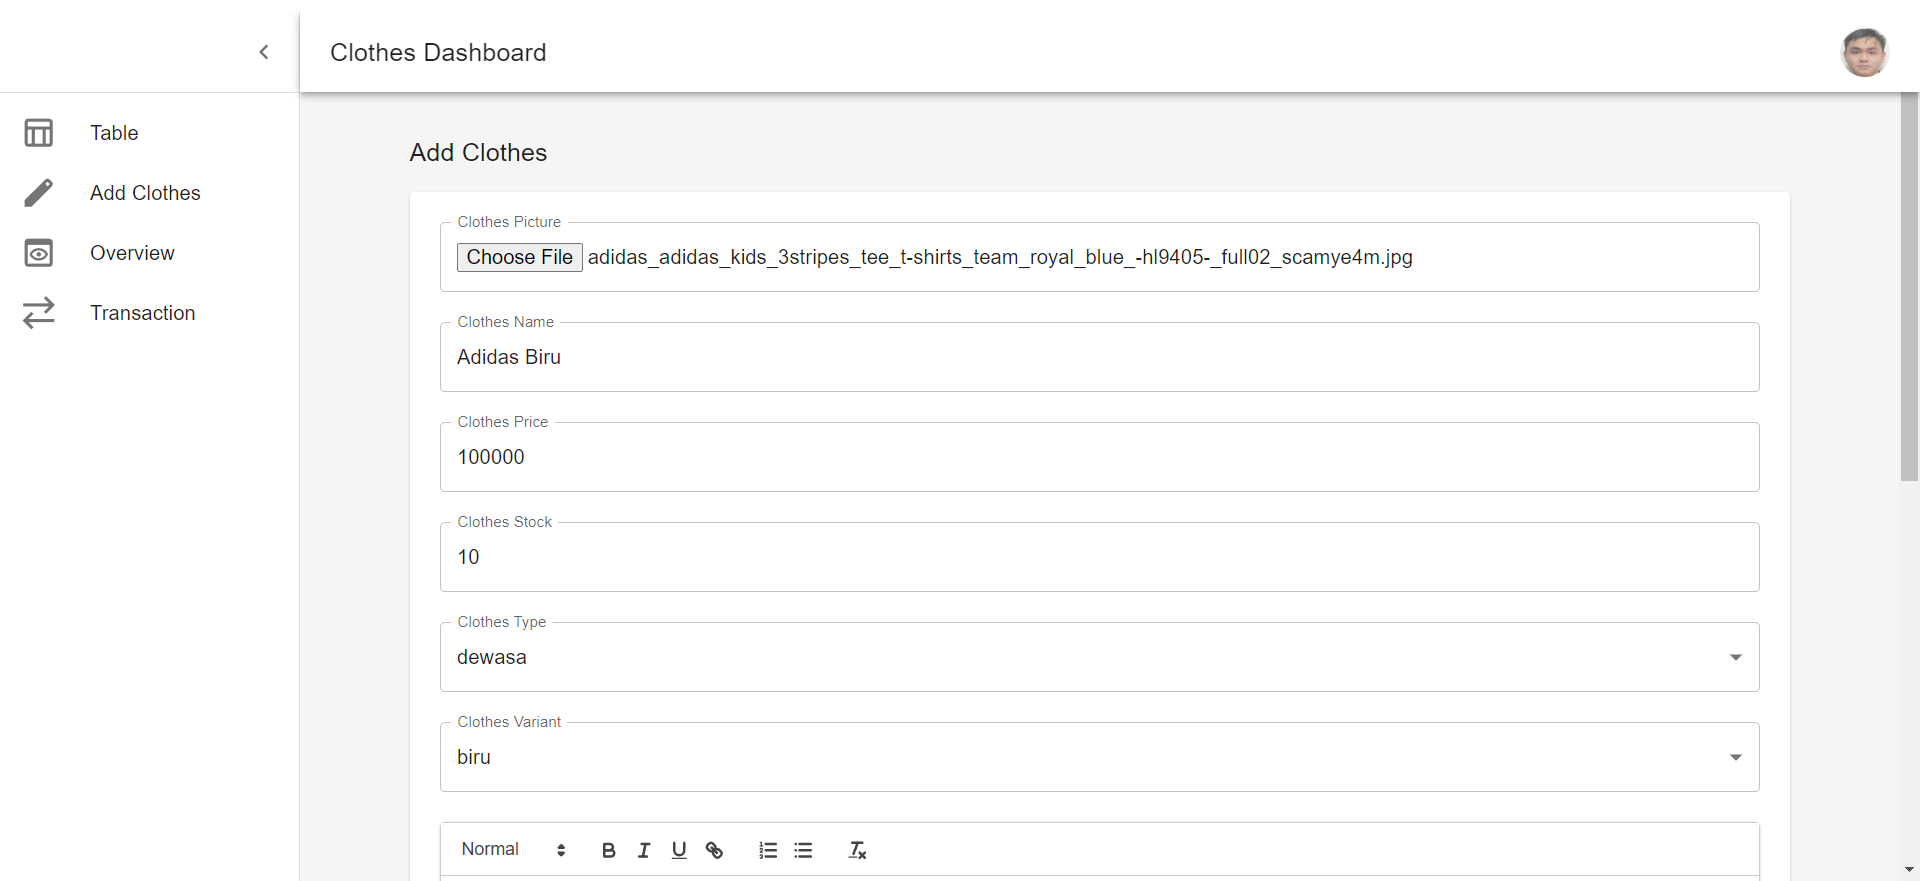 Clothes Dashboard
Table
Add Clothes
Overview
Transaction
Add Clothes
Clothes Picture
Choose File adidas_adidas_kids_3stripes_tee_t-shirts_team_royal_blue_-hl9405-_full02_scamye4m.jpg
Clothes Name
Adidas Biru
Clothes Price
100000
Clothes Stock
10
Clothes Type
dewasa
Clothes Variant
biru
Normal